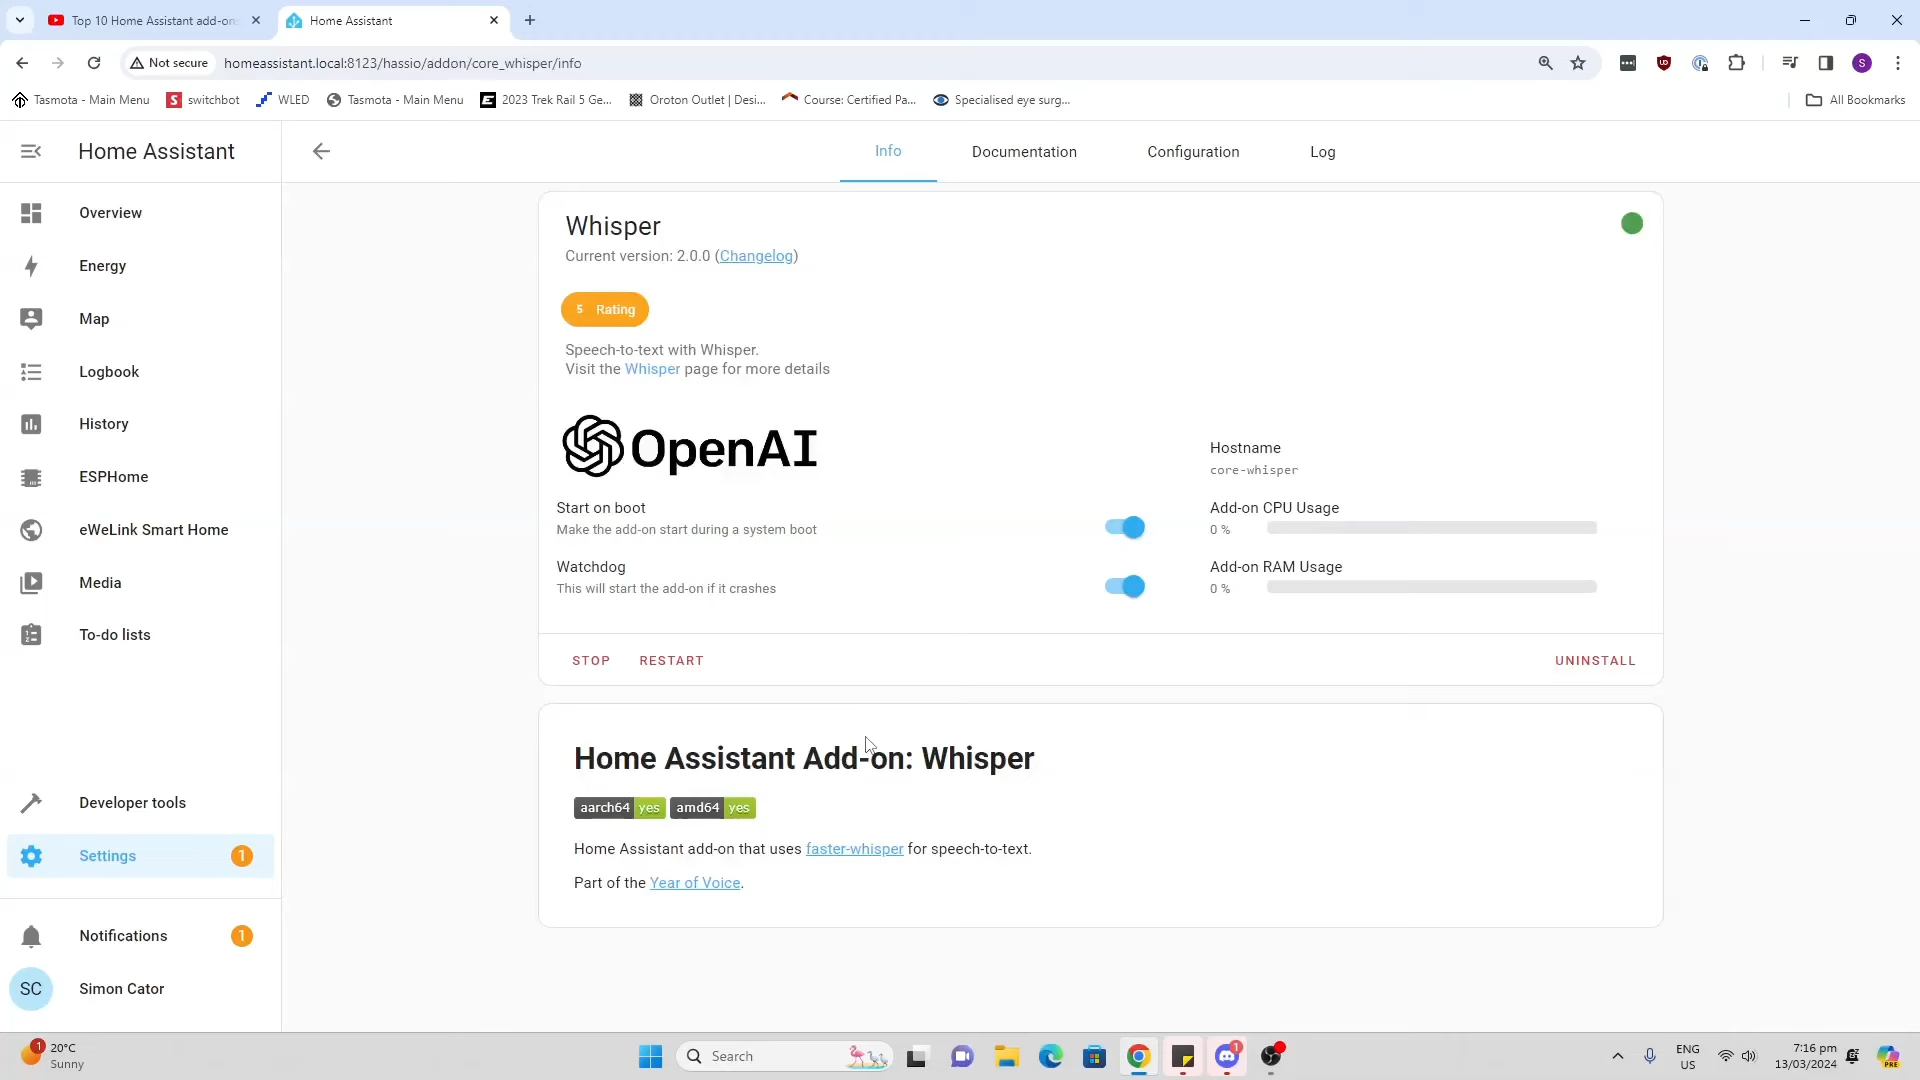 Top 10 Home Assistant add-on
Home Assistant
Not secure
homeassistant.local:8123/hassio/addon/core_whisper/info
S
Tasmota - Main Menu
switchbot
WLED
Tasmota - Main Menu
2023 Trek Rail 5 Ge...
Oroton Outlet | Desi...
Course: Certified Pa...
Specialised eye surg...
All Bookmarks
Home Assistant
Info
Documentation
Configuration
Log
Overview
Energy
Map
Logbook
History
ESPHome
eWeLink Smart Home
Media
To-do lists
Developer tools
Settings
1
Notifications
1
SC
Simon Cator
Whisper
Current version: 2.0.0 (Changelog)
5 Rating
Speech-to-text with Whisper.
Visit the Whisper page for more details
OpenAI
Hostname
core-whisper
Start on boot
Make the add-on start during a system boot
Add-on CPU Usage
0 %
Watchdog
This will start the add-on if it crashes
Add-on RAM Usage
0 %
STOP
RESTART
UNINSTALL
Home Assistant Add-on: Whisper
aarch64 yes amd64 yes
Home Assistant add-on that uses faster-whisper for speech-to-text.
Part of the Year of Voice.
1
20°C
Sunny
Search
1
ENG
US
7:16 pm
13/03/2024
PRE